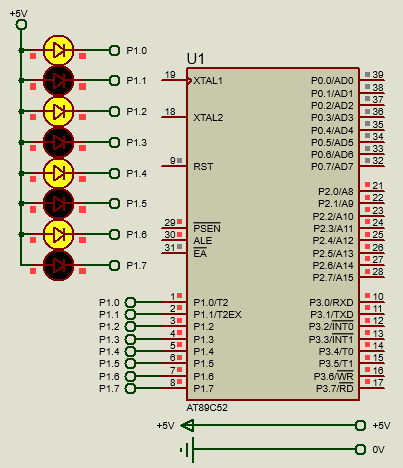 +5V
P1.0
P1.1
P1.2
P1.3
P1.4
P1.5
P1.6
P1.7
U1
19 XTAL1
18 XTAL2
9 RST
29 PSEN
30 ALE
31 EA
P1.0 1 P1.0/T2
P1.1 2 P1.1/T2EX
P1.2 3 P1.2
P1.3 4 P1.3
P1.4 5 P1.4
P1.5 6 P1.5
P1.6 7 P1.6
P1.7 8 P1.7
P0.0/AD0 39
P0.1/AD1 38
P0.2/AD2 37
P0.3/AD3 36
P0.4/AD4 35
P0.5/AD5 34
P0.6/AD6 33
P0.7/AD7 32
P2.0/A8 21
P2.1/A9 22
P2.2/A10 23
P2.3/A11 24
P2.4/A12 25
P2.5/A13 26
P2.6/A14 27
P2.7/A15 28
P3.0/RXD 10
P3.1/TXD 11
P3.2/INT0 12
P3.3/INT1 13
P3.4/T0 14
P3.5/T1 15
P3.6/WR 16
P3.7/RD 17
AT89C52
+5V +5V
0V